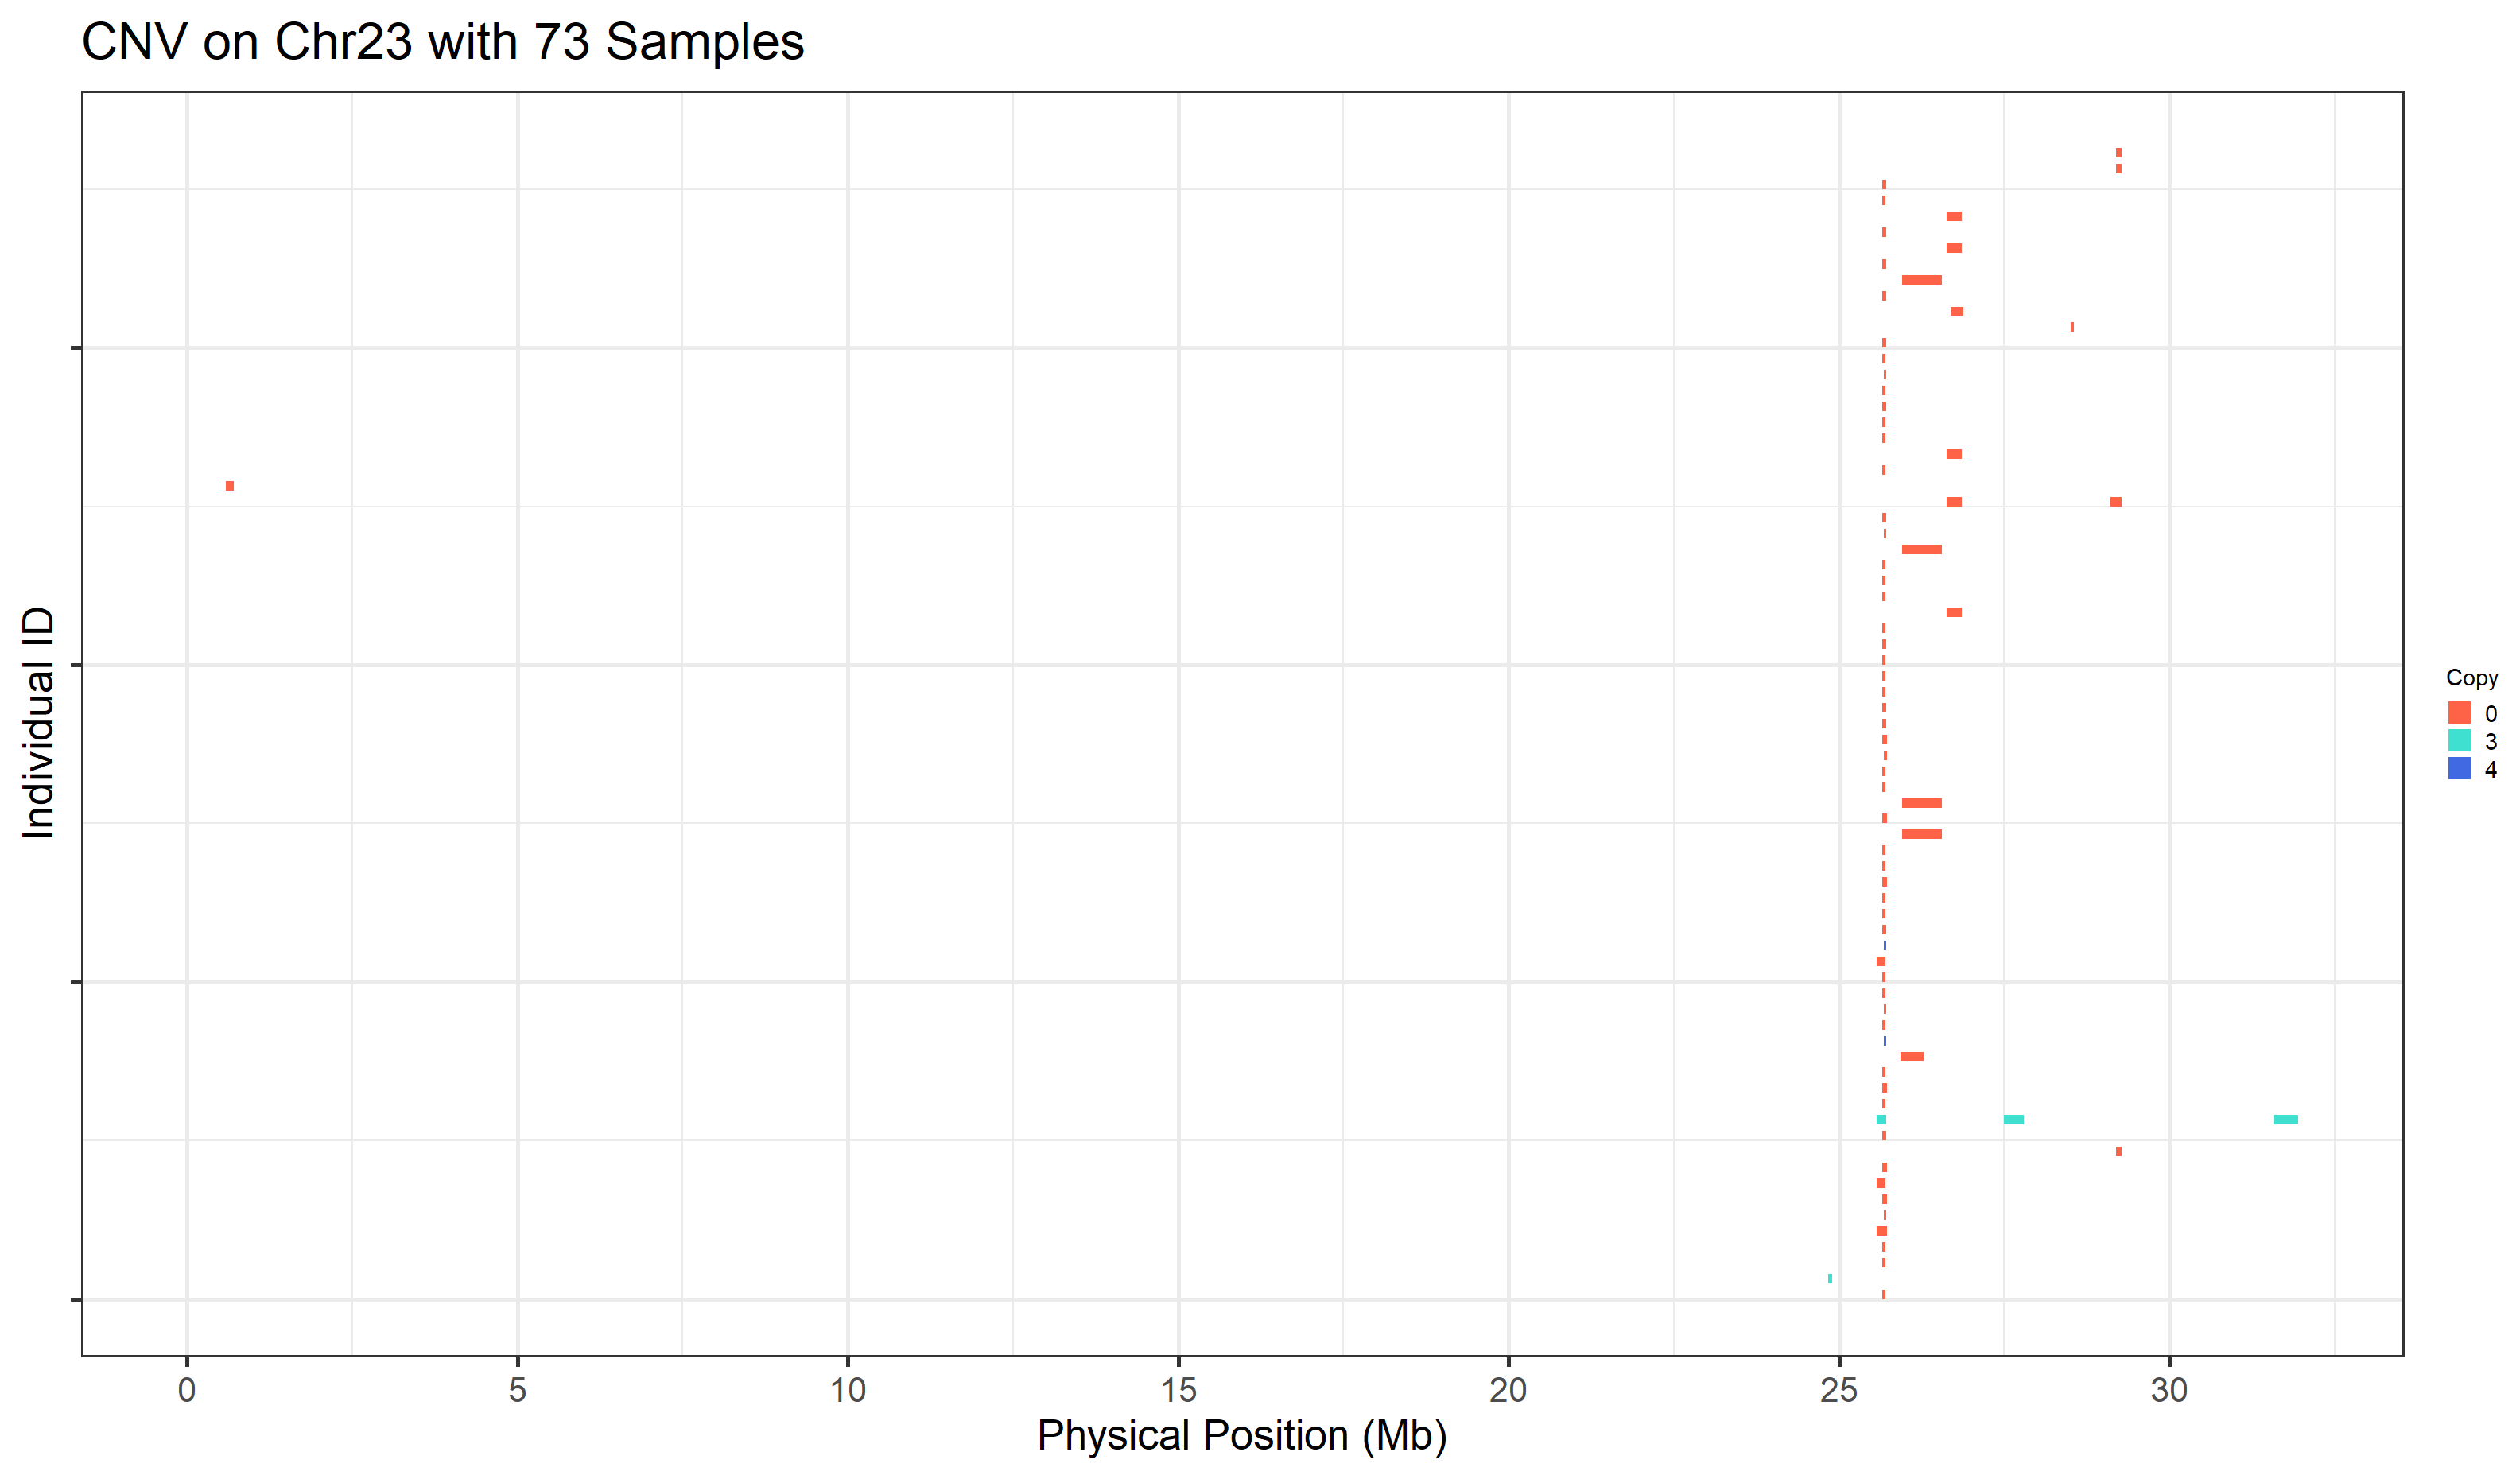 CNV on Chr23 with 73 Samples
Individual ID
Copy
0
3
4
0 5 10 15 20 25 30
Physical Position (Mb)